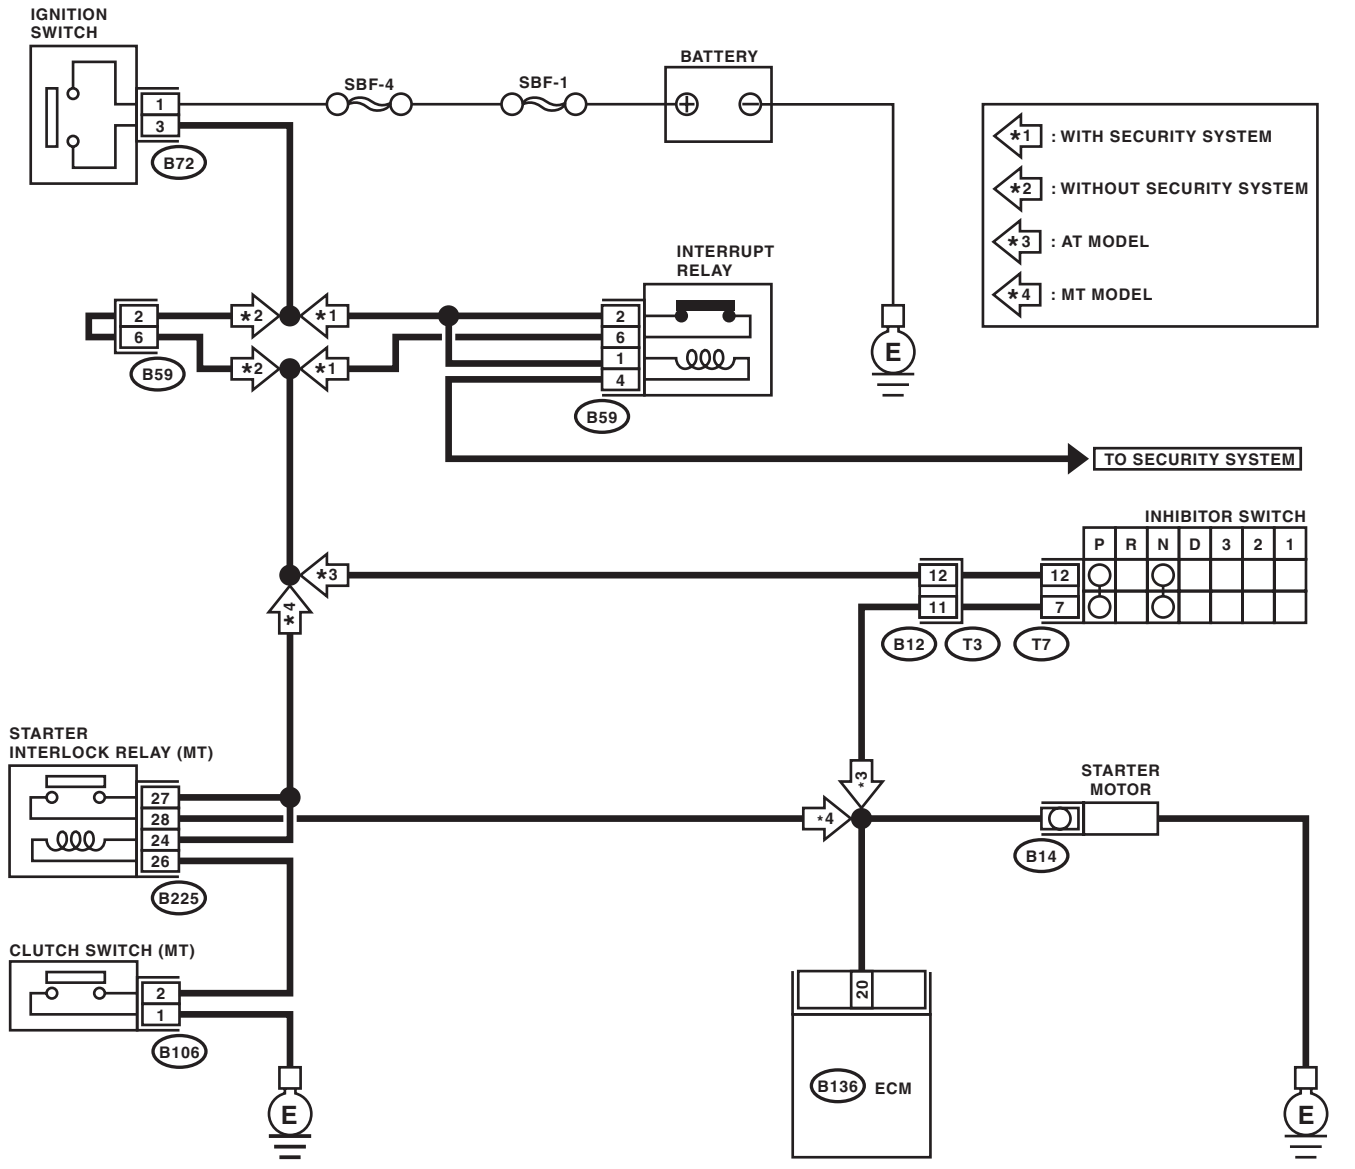 IGNITION
SWITCH
1
3
B72
SBF-4
SBF-1
BATTERY
+
−
E
*1 : WITH SECURITY SYSTEM
*2 : WITHOUT SECURITY SYSTEM
*3 : AT MODEL
*4 : MT MODEL
INTERRUPT
RELAY
2
6
B59
*2
*1
*2
*1
2
6
1
4
B59
TO SECURITY SYSTEM
INHIBITOR SWITCH
P R N D 3 2 1
*3
*4
12
11
B12
T3
12
7
T7
STARTER
INTERLOCK RELAY (MT)
27
28
24
26
B225
*3
*4
STARTER
MOTOR
B14
CLUTCH SWITCH (MT)
2
1
B106
E
20
B136 ECM
E